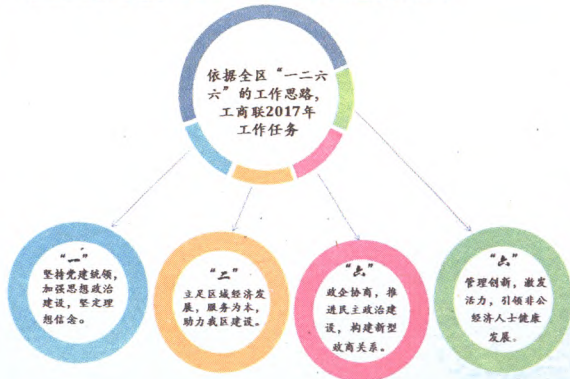 依据全区“一二六
六”的工作思路，
工商联2017年
工作任务
“一”
坚持党建统领，
加强思想政治
建设，坚定理
想信念。
“二”
立足区域经济发
展，服务为本，
助力我区建设。
“六”
政企协商，推
进民主政治建
设，构建新型
政商关系。
“六”
管理创新，激发
活力，引领非公
经济人士健康
发展。